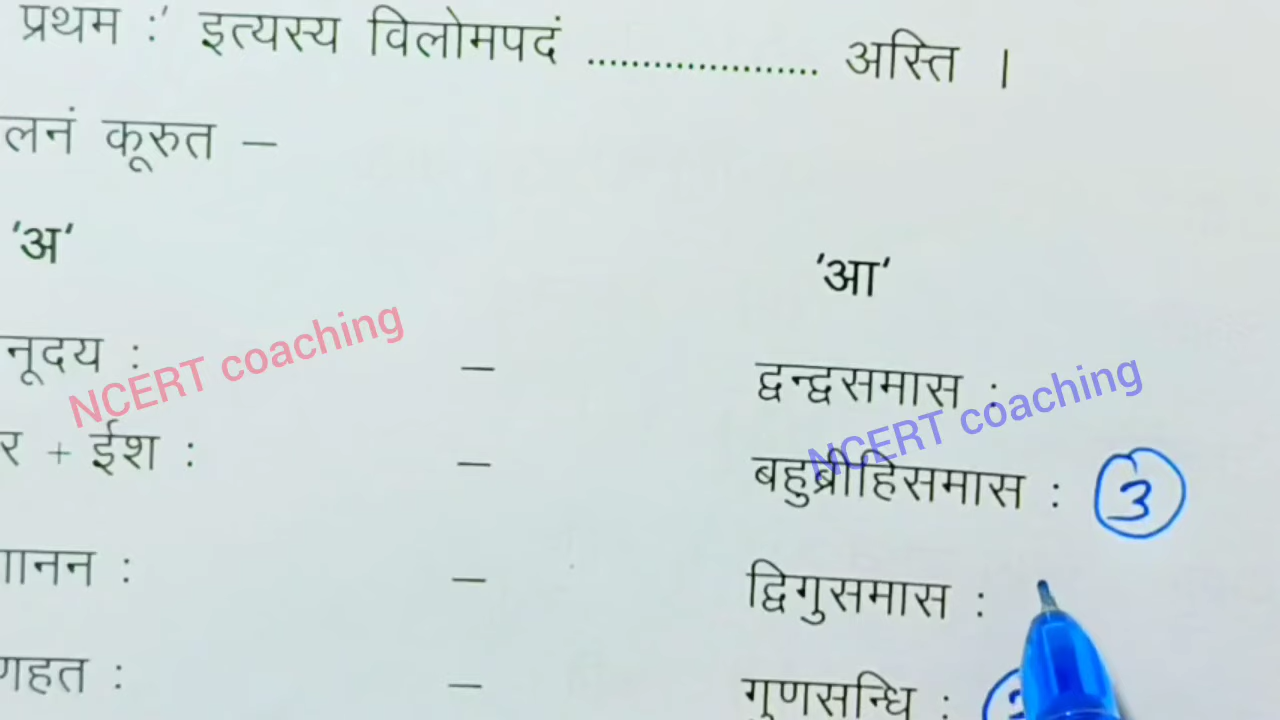 प्रथम :' इत्यस्य विलोमपदं .................... अस्ति ।
लनं कूरुत –
'अ' 'आ'
नूदय : – द्वन्द्वसमास :
NCERT coaching NCERT coaching
र + ईश : – बहुब्रीहिसमास : 3
ानन : – द्विगुसमास :
णहत : – गुणसन्धि :